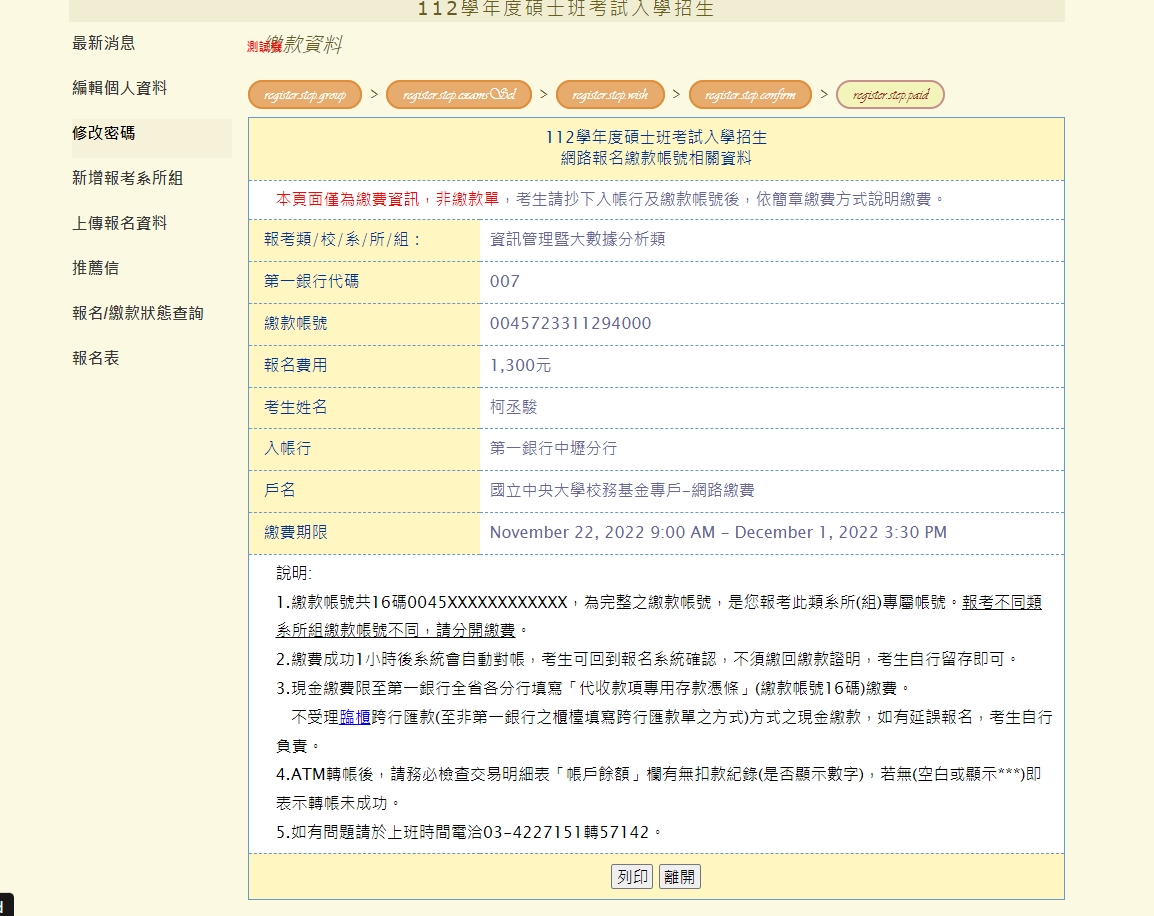 112學年度碩士班考試入學招生
最新消息
編輯個人資料
修改密碼
新增報考系所組
上傳報名資料
推薦信
報名/繳款狀態查詢
報名表
繳款資料
register.step.group > register.step.examsSel > register.step.wish > register.step.confirm > register.step.paid
112學年度碩士班考試入學招生
網路報名繳款帳號相關資料
本頁面僅為繳費資訊，非繳款單，考生請抄下入帳行及繳款帳號後，依簡章繳費方式說明繳費。
報考類/校/系/所/組： 資訊管理暨大數據分析類
第一銀行代碼 007
繳款帳號 0045723311294000
報名費用 1,300元
考生姓名 柯丞駿
入帳行 第一銀行中壢分行
戶名 國立中央大學校務基金專戶-網路繳費
繳費期限 November 22, 2022 9:00 AM - December 1, 2022 3:30 PM
說明:
1.繳款帳號共16碼0045XXXXXXXXXXXX，為完整之繳款帳號，是您報考此類系所(組)專屬帳號。報考不同類
系所組繳款帳號不同，請分開繳費。
2.繳費成功1小時後系統會自動對帳，考生可回到報名系統確認，不須繳回繳款證明，考生自行留存即可。
3.現金繳費限至第一銀行全省各分行填寫「代收款項專用存款憑條」(繳款帳號16碼)繳費。
不受理臨櫃跨行匯款(至非第一銀行之櫃檯填寫跨行匯款單之方式)方式之現金繳款，如有延誤報名，考生自行
負責。
4.ATM轉帳後，請務必檢查交易明細表「帳戶餘額」欄有無扣款紀錄(是否顯示數字)，若無(空白或顯示***)即
表示轉帳未成功。
5.如有問題請於上班時間電洽03-4227151轉57142。
列印 離開